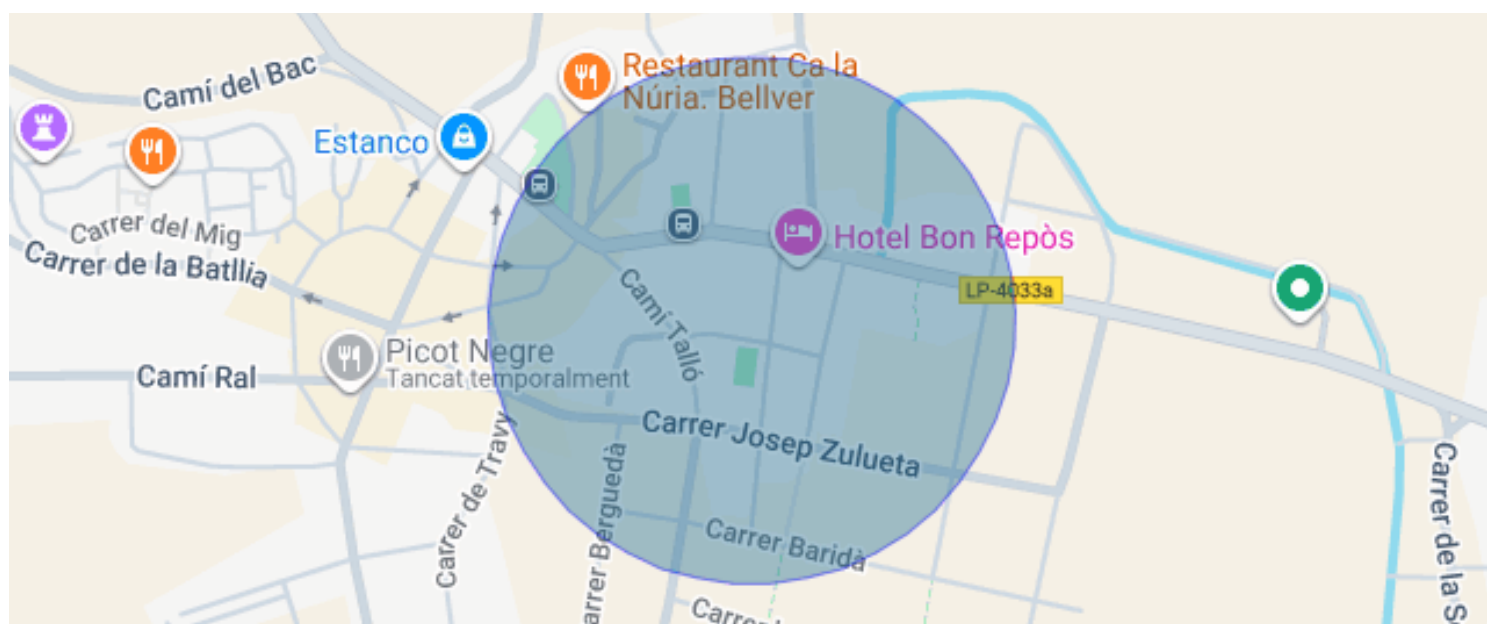 Restaurant Ca la
Núria. Bellver
Camí del Bac
Estanco
Carrer del Mig
Carrer de la Batllia
Hotel Bon Repòs
LP-4033a
Camí Talló
Picot Negre
Tancat temporalment
Camí Ral
Carrer Josep Zulueta
Carrer de Travy
arrer Berguedà
Carrer Baridà
Carrer de la S